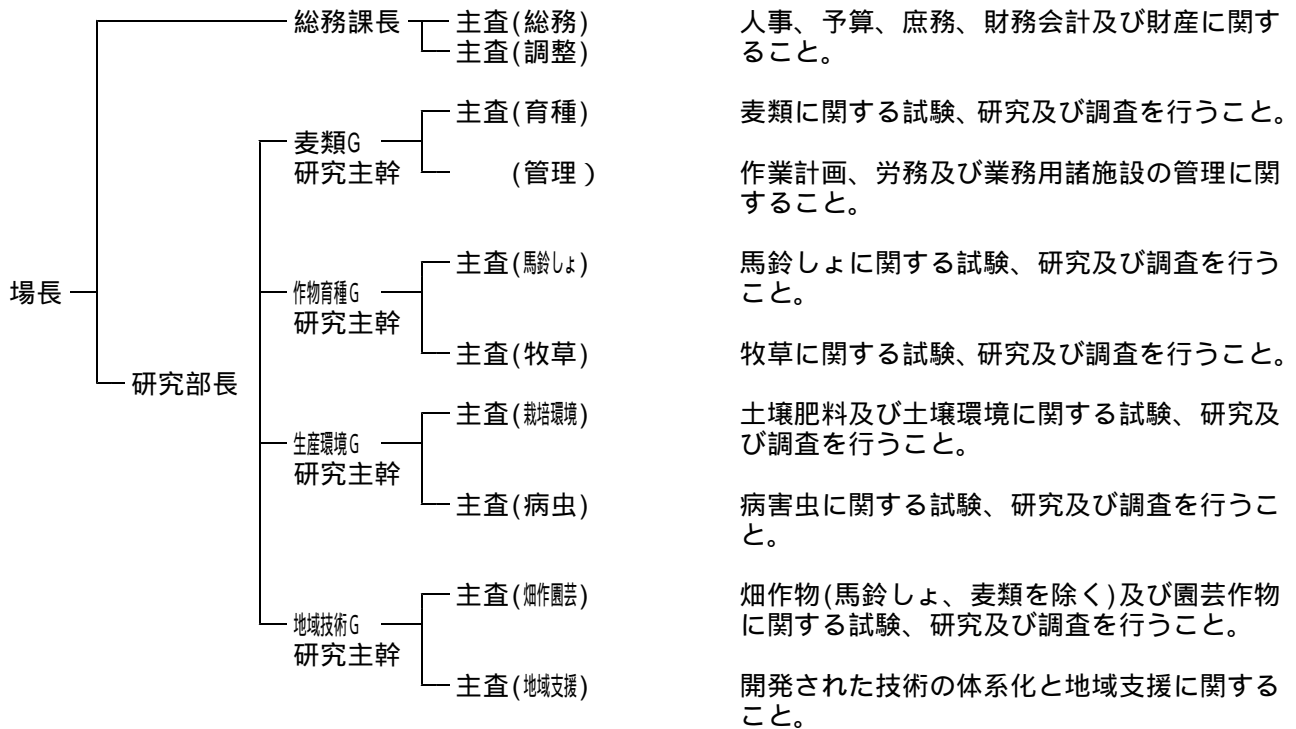 総務課長 主査(総務) 人事、予算、庶務、財務会計及び財産に関す
主査(調整) ること。
主査(育種) 麦類に関する試験、研究及び調査を行うこと。
麦類G
研究主幹 (管理) 作業計画、労務及び業務用諸施設の管理に関
すること。
主査(馬鈴しょ) 馬鈴しょに関する試験、研究及び調査を行う
場長 作物育種G こと。
研究主幹
主査(牧草) 牧草に関する試験、研究及び調査を行うこと。
研究部長
主査(栽培環境) 土壌肥料及び土壌環境に関する試験、研究及
生産環境G び調査を行うこと。
研究主幹
主査(病虫) 病害虫に関する試験、研究及び調査を行うこ
と。
主査(畑作園芸) 畑作物(馬鈴しょ、麦類を除く)及び園芸作物
地域技術G に関する試験、研究及び調査を行うこと。
研究主幹
主査(地域支援) 開発された技術の体系化と地域支援に関する
こと。